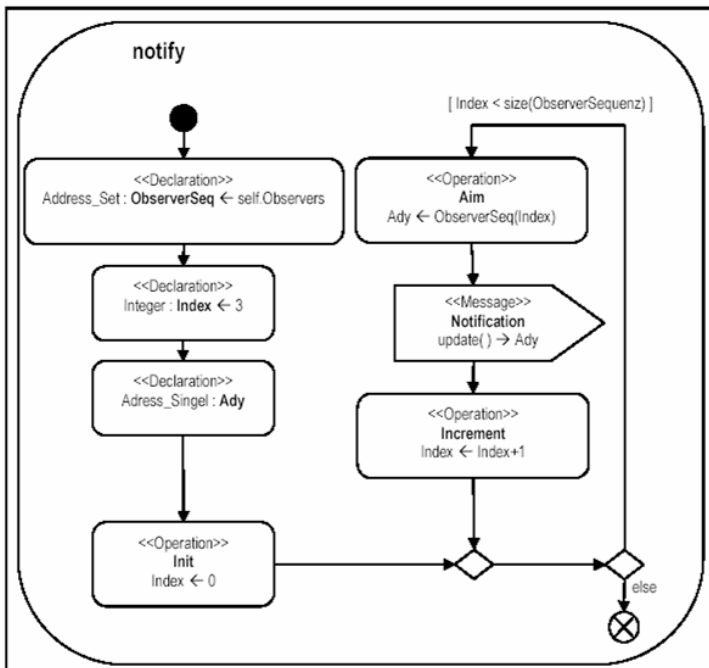 notify
<<Declaration>>
Address_Set : ObserverSeq ← self.Observers
<<Declaration>>
Integer : Index ← 3
<<Declaration>>
Adress_Singel : Ady
<<Operation>>
Init
Index ← 0
[ Index < size(ObserverSequenz) ]
<<Operation>>
Aim
Ady ← ObserverSeq(Index)
<<Message>>
Notification
update( ) → Ady
<<Operation>>
Increment
Index ← Index+1
else